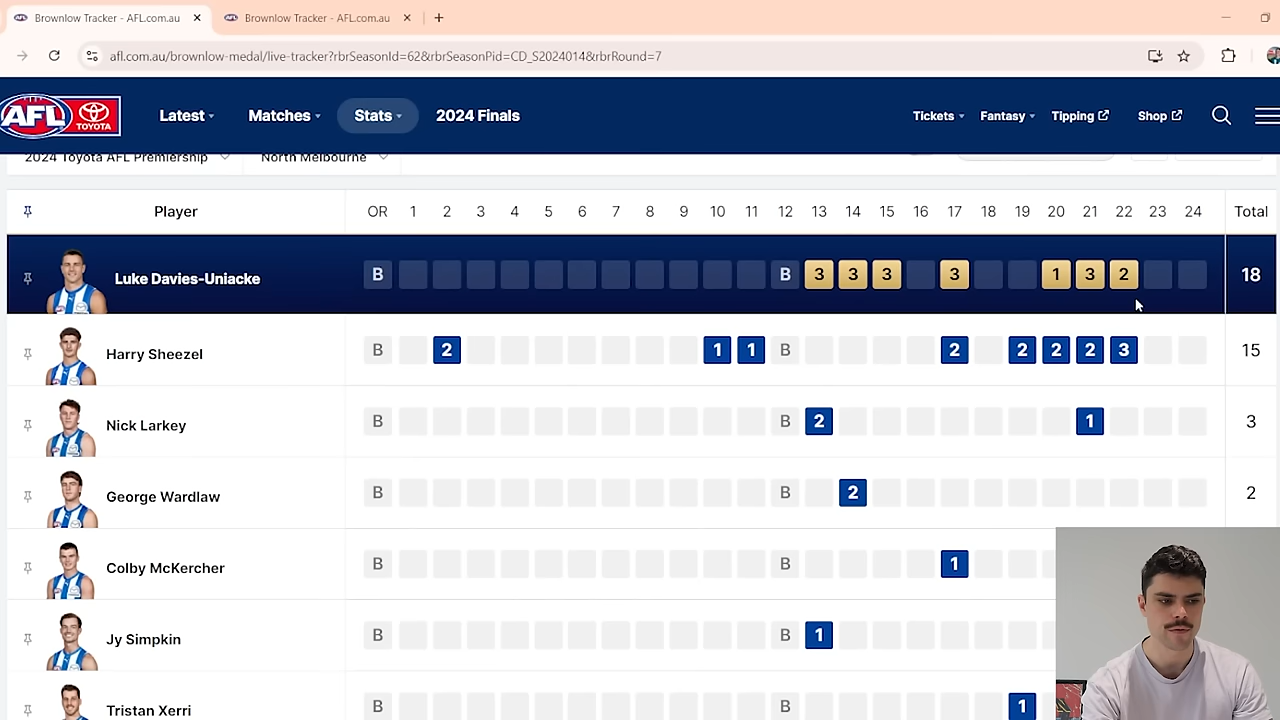 Brownlow Tracker - AFL.com.au
Brownlow Tracker - AFL.com.au
afl.com.au/brownlow-medal/live-tracker?rbrSeasonId=62&rbrSeasonPid=CD_S2024014&rbrRound=7
AFL TOYOTA Latest Matches Stats 2024 Finals Tickets Fantasy Tipping Shop
2024 Toyota AFL Premiership North Melbourne
Player OR 1 2 3 4 5 6 7 8 9 10 11 12 13 14 15 16 17 18 19 20 21 22 23 24 Total
Luke Davies-Uniacke B B 3 3 3 3 1 3 2 18
Harry Sheezel B 2 1 1 B 2 2 2 2 3 15
Nick Larkey B B 2 1 3
George Wardlaw B B 2 2
Colby McKercher B B 1
Jy Simpkin B B 1
Tristan Xerri B B 1